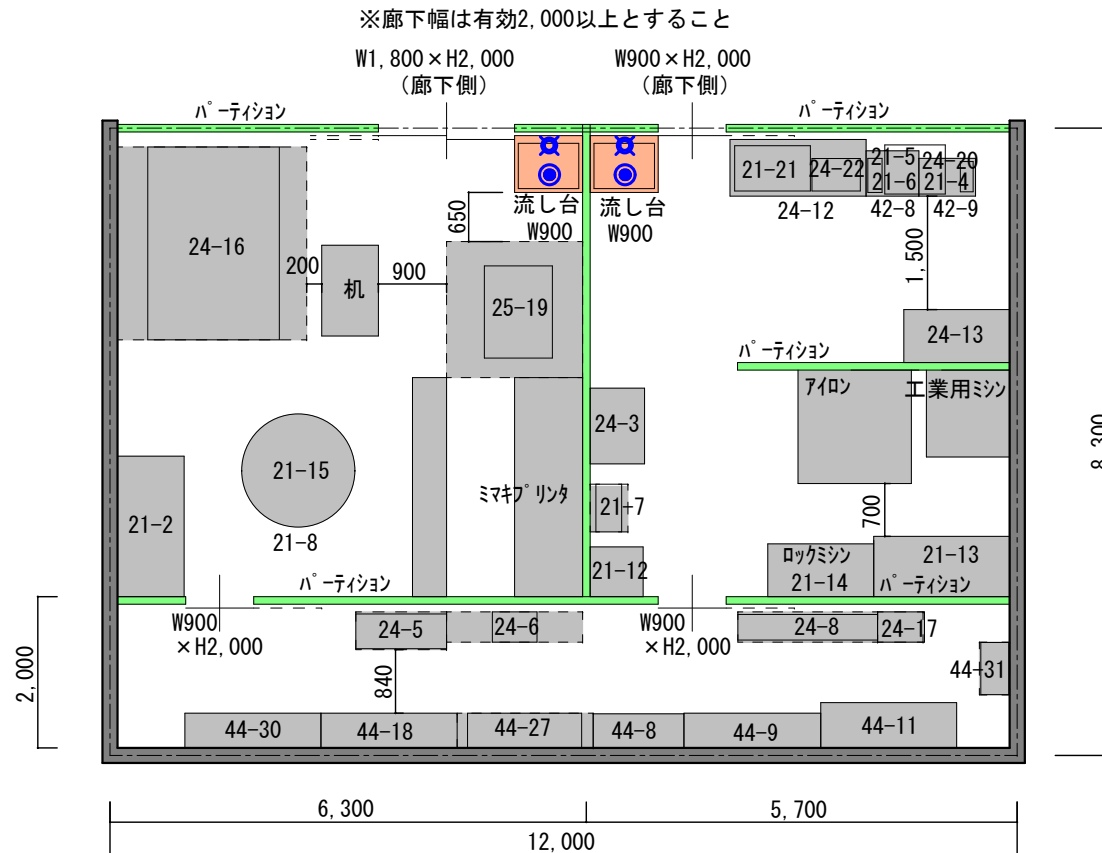 ※廊下幅は有効2,000以上とすること
W1,800×H2,000
（廊下側）
W900×H2,000
（廊下側）
パーティション
パーティション
24-16
200
机
900
650
流し台
W900
流し台
W900
25-19
21-21
24-22
21-5
21-6
24-20
21-4
24-12
42-8
42-9
1,500
24-13
パーティション
アイロン
工業用ミシン
24-3
21-7
21-12
ミマキプリンタ
21-15
21-8
21-2
700
ロックミシン
21-14
21-13
パーティション
パーティション
W900
×H2,000
24-5
24-6
W900
×H2,000
24-8
24-17
44-31
840
2,000
8,300
44-30
44-18
44-27
44-8
44-9
44-11
6,300
5,700
12,000